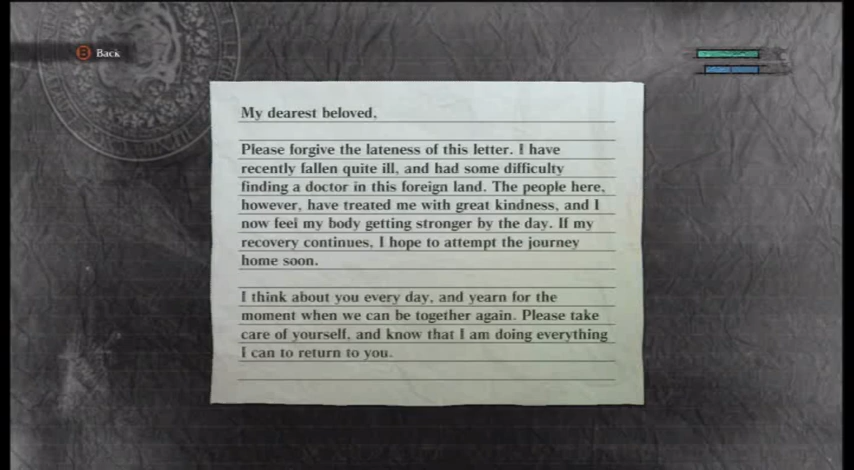 B Back
My dearest beloved,
Please forgive the lateness of this letter. I have
recently fallen quite ill, and had some difficulty
finding a doctor in this foreign land. The people here,
however, have treated me with great kindness, and I
now feel my body getting stronger by the day. If my
recovery continues, I hope to attempt the journey
home soon.
I think about you every day, and yearn for the
moment when we can be together again. Please take
care of yourself, and know that I am doing everything
I can to return to you.